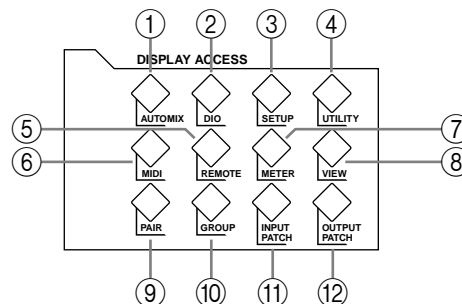 ① ② ③ ④
DISPLAY ACCESS
AUTOMIX DIO SETUP UTILITY
⑤ ⑦
⑥ ⑧
MIDI REMOTE METER VIEW
PAIR GROUP INPUT PATCH OUTPUT PATCH
⑨ ⑩ ⑪ ⑫